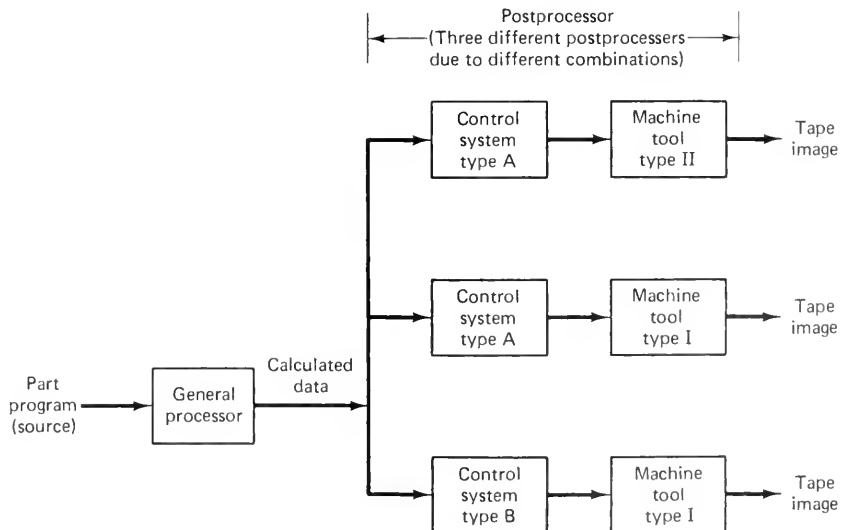 Postprocessor
(Three different postprocessers
due to different combinations)
Control
system
type A
Machine
tool
type II
Tape
image
Control
system
type A
Machine
tool
type I
Tape
image
Part
program
(source)
General
processor
Calculated
data
Control
system
type B
Machine
tool
type I
Tape
image